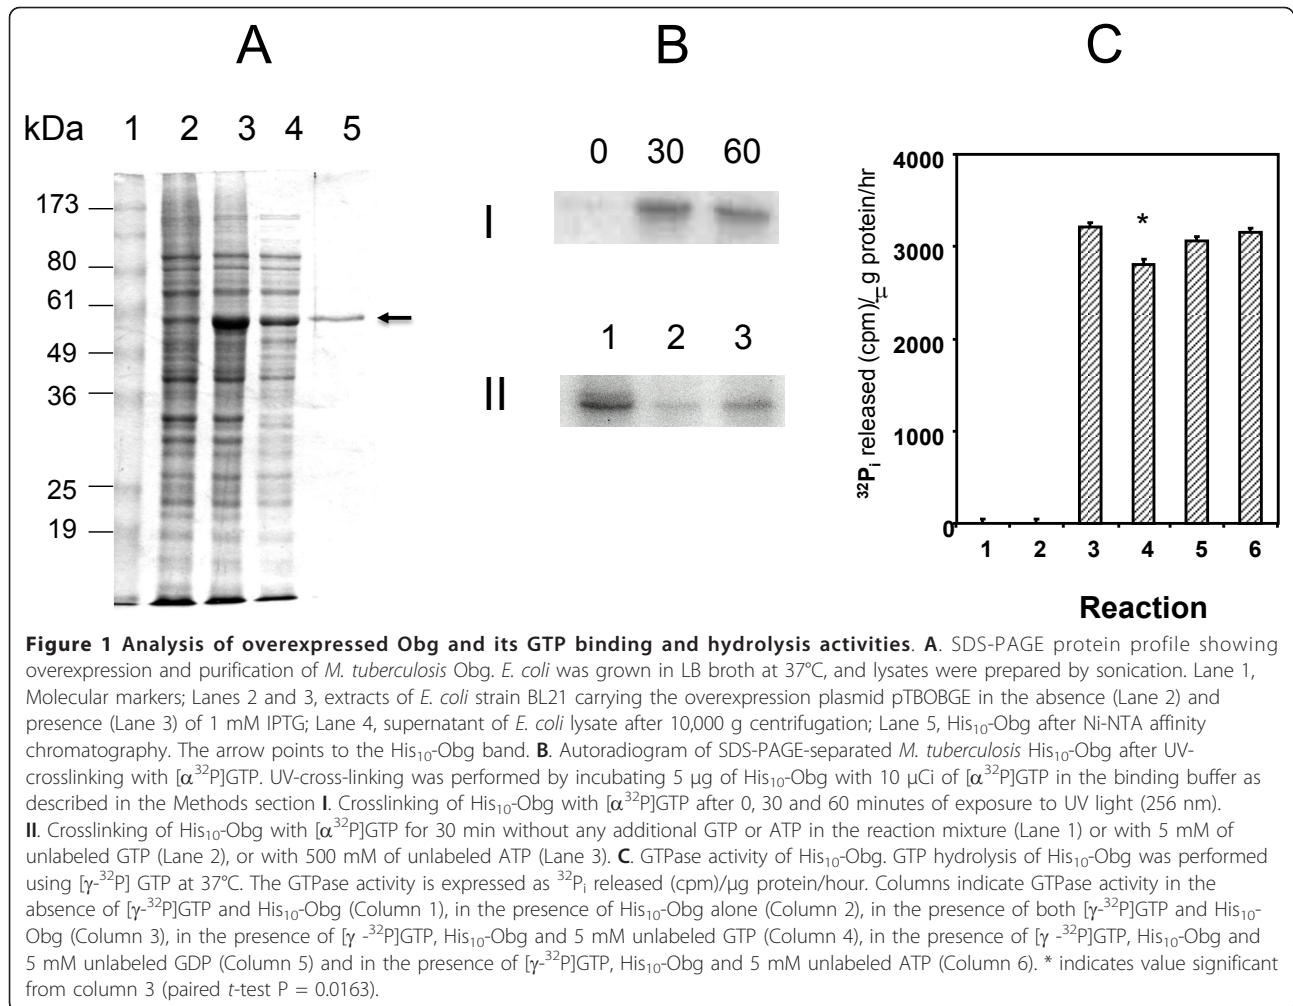 A B C
kDa 1 2 3 4 5
173
80
61
49
36
25
19
0 30 60
I
1 2 3
II
4000
3000
2000
1000
0
*
³²Pᵢ released (cpm)/μg protein/hr
1 2 3 4 5 6
Reaction
Figure 1 Analysis of overexpressed Obg and its GTP binding and hydrolysis activities. A. SDS-PAGE protein profile showing
overexpression and purification of M. tuberculosis Obg. E. coli was grown in LB broth at 37°C, and lysates were prepared by sonication. Lane 1,
Molecular markers; Lanes 2 and 3, extracts of E. coli strain BL21 carrying the overexpression plasmid pTBOBGE in the absence (Lane 2) and
presence (Lane 3) of 1 mM IPTG; Lane 4, supernatant of E. coli lysate after 10,000 g centrifugation; Lane 5, His₁₀-Obg after Ni-NTA affinity
chromatography. The arrow points to the His₁₀-Obg band. B. Autoradiogram of SDS-PAGE-separated M. tuberculosis His₁₀-Obg after UV-
crosslinking with [α³²P]GTP. UV-cross-linking was performed by incubating 5 μg of His₁₀-Obg with 10 μCi of [α³²P]GTP in the binding buffer as
described in the Methods section I. Crosslinking of His₁₀-Obg with [α³²P]GTP after 0, 30 and 60 minutes of exposure to UV light (256 nm).
II. Crosslinking of His₁₀-Obg with [α³²P]GTP for 30 min without any additional GTP or ATP in the reaction mixture (Lane 1) or with 5 mM of
unlabeled GTP (Lane 2), or with 500 mM of unlabeled ATP (Lane 3). C. GTPase activity of His₁₀-Obg. GTP hydrolysis of His₁₀-Obg was performed
using [γ-³²P] GTP at 37°C. The GTPase activity is expressed as ³²Pᵢ released (cpm)/μg protein/hour. Columns indicate GTPase activity in the
absence of [γ-³²P]GTP and His₁₀-Obg (Column 1), in the presence of His₁₀-Obg alone (Column 2), in the presence of both [γ-³²P]GTP and His₁₀-
Obg (Column 3), in the presence of [γ -³²P]GTP, His₁₀-Obg and 5 mM unlabeled GTP (Column 4), in the presence of [γ -³²P]GTP, His₁₀-Obg and
5 mM unlabeled GDP (Column 5) and in the presence of [γ-³²P]GTP, His₁₀-Obg and 5 mM unlabeled ATP (Column 6). * indicates value significant
from column 3 (paired t-test P = 0.0163).